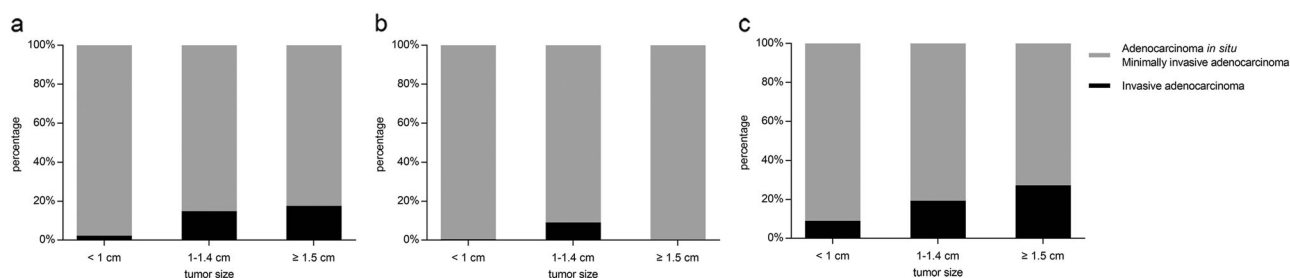 a
100%
80%
60%
40%
20%
0%
percentage
< 1 cm
1-1.4 cm
≥ 1.5 cm
tumor size
b
100%
80%
60%
40%
20%
0%
percentage
< 1 cm
1-1.4 cm
≥ 1.5 cm
tumor size
c
100%
80%
60%
40%
20%
0%
percentage
< 1 cm
1-1.4 cm
≥ 1.5 cm
tumor size
Adenocarcinoma in situ
Minimally invasive adenocarcinoma
Invasive adenocarcinoma